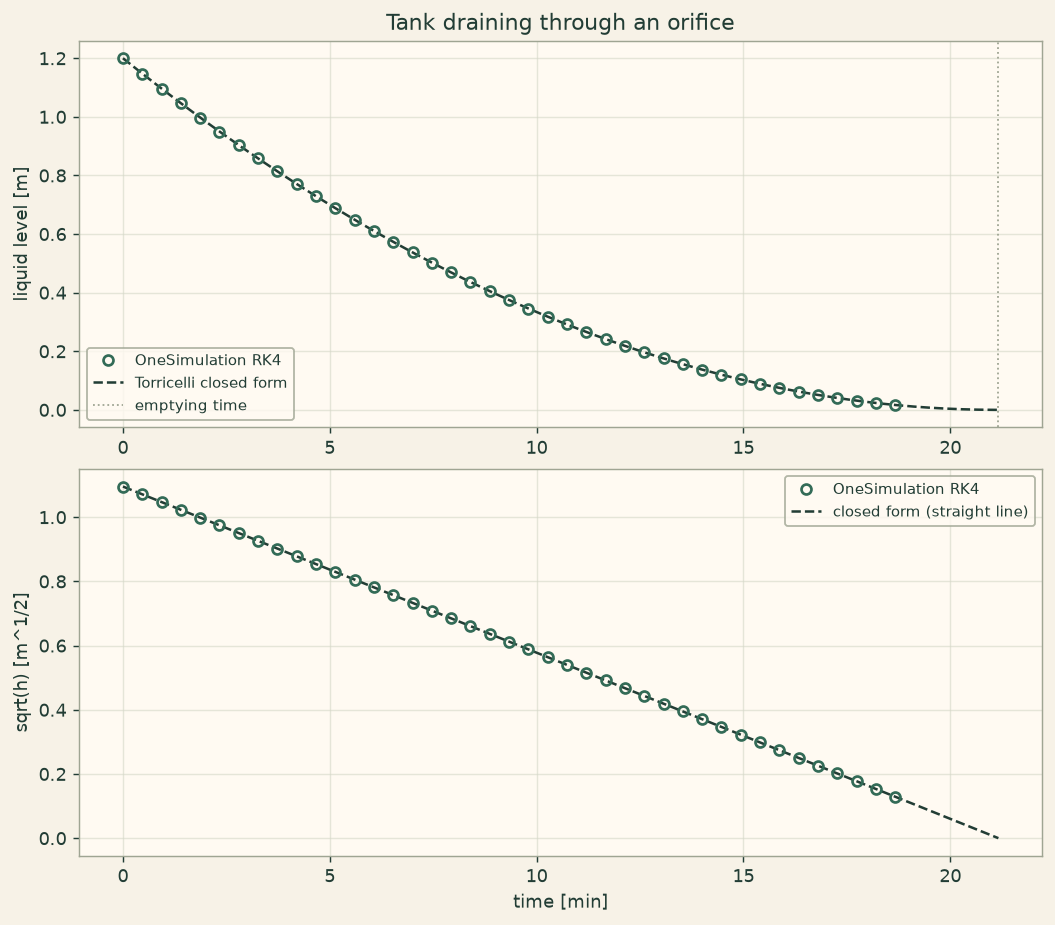 Tank draining through an orifice
liquid level [m]
1.2
1.0
0.8
0.6
0.4
0.2
0.0
OneSimulation RK4
Torricelli closed form
emptying time
0 5 10 15 20
sqrt(h) [m^1/2]
1.0
0.8
0.6
0.4
0.2
0.0
OneSimulation RK4
closed form (straight line)
0 5 10 15 20
time [min]